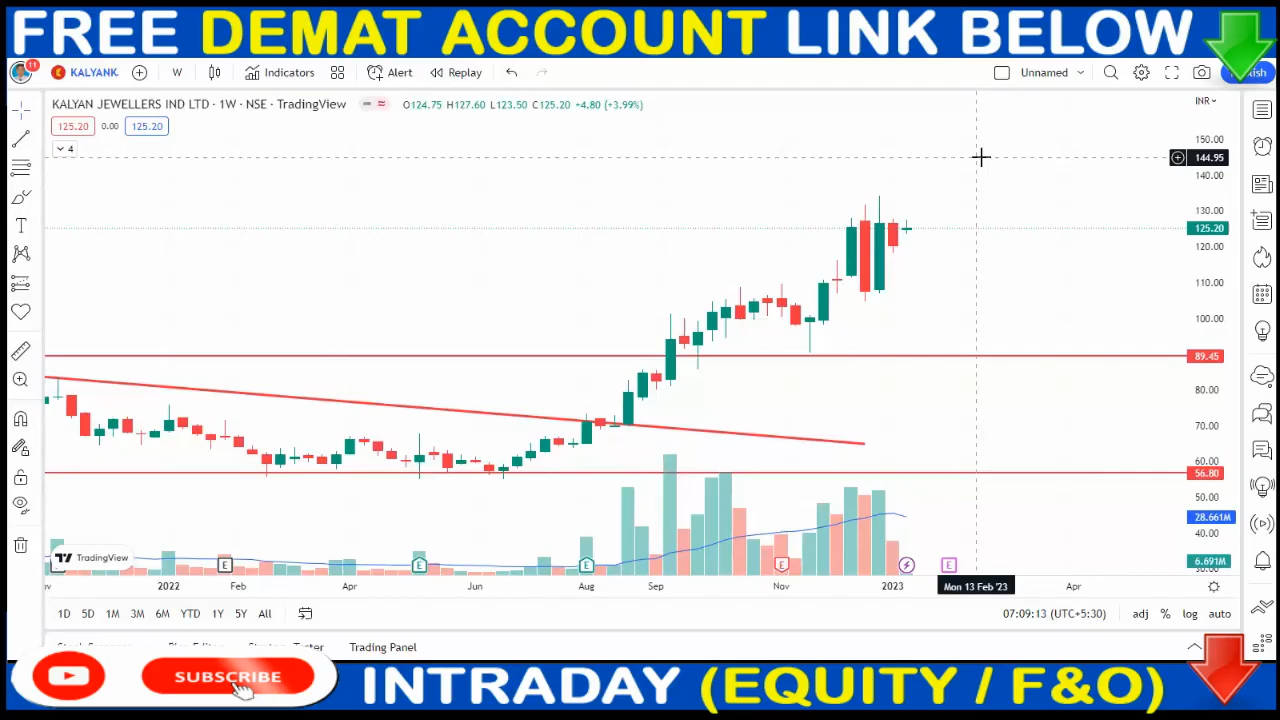 FREE DEMAT ACCOUNT LINK BELOW
11 KALYANK W Indicators Alert Replay Unnamed
KALYAN JEWELLERS IND LTD · 1W · NSE · TradingView O124.75 H127.60 L123.50 C125.20 +4.80 (+3.99%) INR
125.20 0.00 125.20
4
150.00
144.95
140.00
130.00
125.20
120.00
110.00
100.00
89.45
80.00
70.00
60.00
56.80
50.00
28.661M
40.00
6.691M
TradingView
E E E E E
2022 Feb Apr Jun Aug Sep Nov 2023 Mon 13 Feb '23 Apr
1D 5D 1M 3M 6M YTD 1Y 5Y All 07:09:13 (UTC+5:30) adj % log auto
Trading Panel
SUBSCRIBE
INTRADAY (EQUITY / F&O)